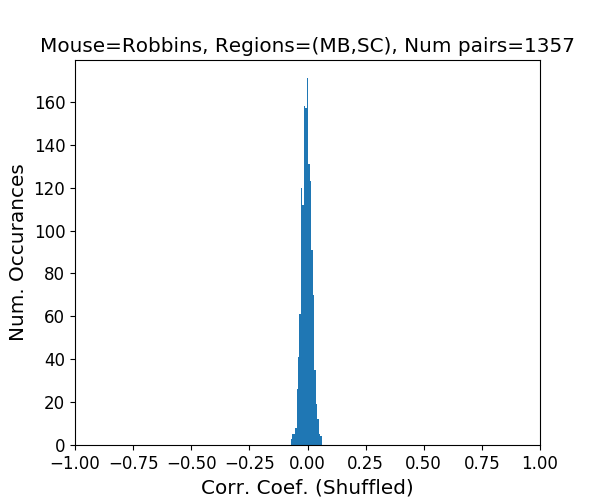 Mouse=Robbins, Regions=(MB,SC), Num pairs=1357
Num. Occurances
160
140
120
100
80
60
40
20
0
−1.00 −0.75 −0.50 −0.25 0.00 0.25 0.50 0.75 1.00
Corr. Coef. (Shuffled)